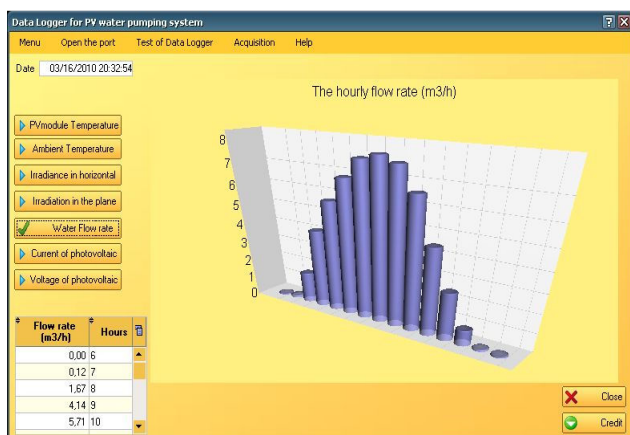 Data Logger for PV water pumping system
Menu Open the port Test of Data Logger Acquisition Help
Date 03/16/2010 20:32:54
The hourly flow rate (m3/h)
PVmodule Temperature
Ambient Temperature
Irradiance in horizontal
Irradiation in the plane
Water Flow rate
Current of photovoltaic
Voltage of photovoltaic
8
7
6
5
4
3
2
1
0
Flow rate (m3/h) Hours
0,00 6
0,12 7
1,67 8
4,14 9
5,71 10
Close
Credit